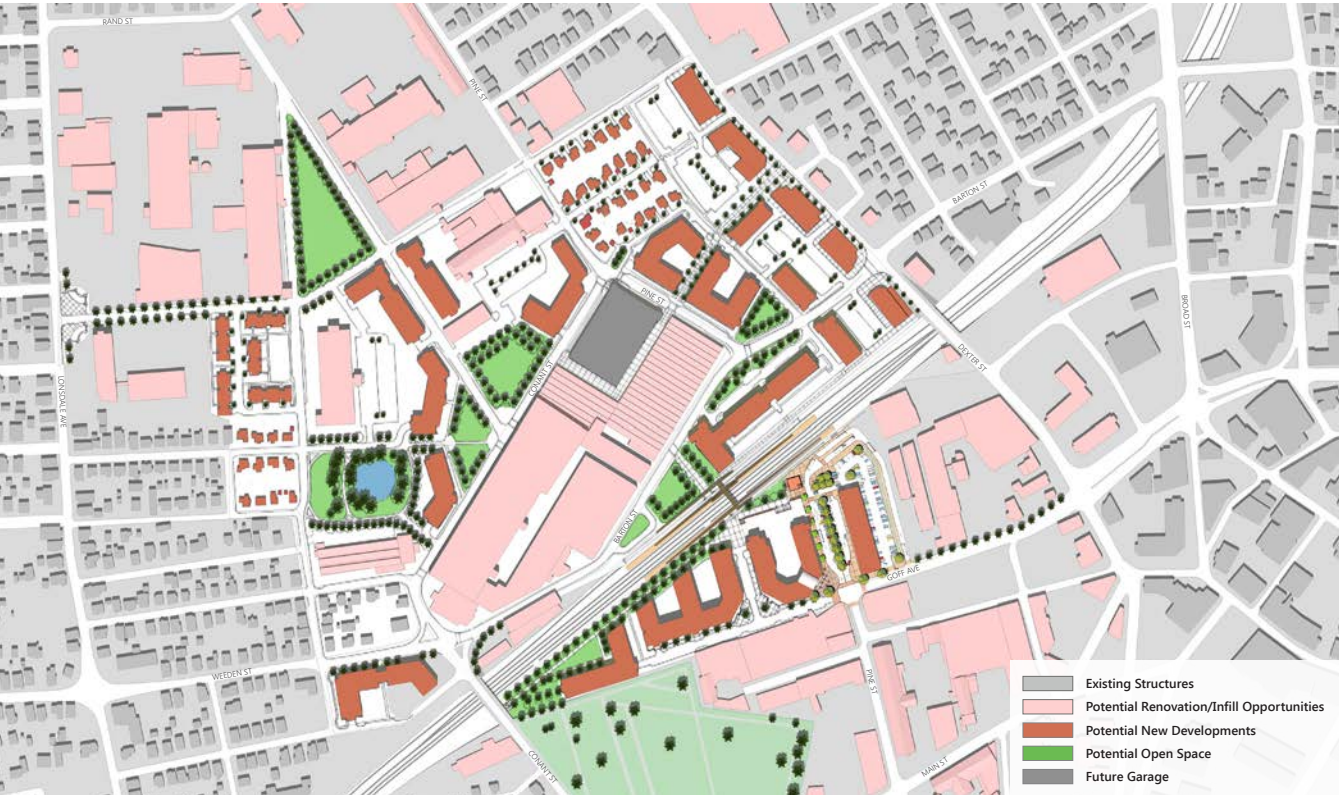 RAND ST
PINE ST
BARTON ST
BROAD ST
PINE ST
DEXTER ST
CONANT ST
LONSDALE AVE
BARTON ST
GOFF AVE
WEEDEN ST
PINE ST
CONANT ST
MAIN ST
Existing Structures
Potential Renovation/Infill Opportunities
Potential New Developments
Potential Open Space
Future Garage